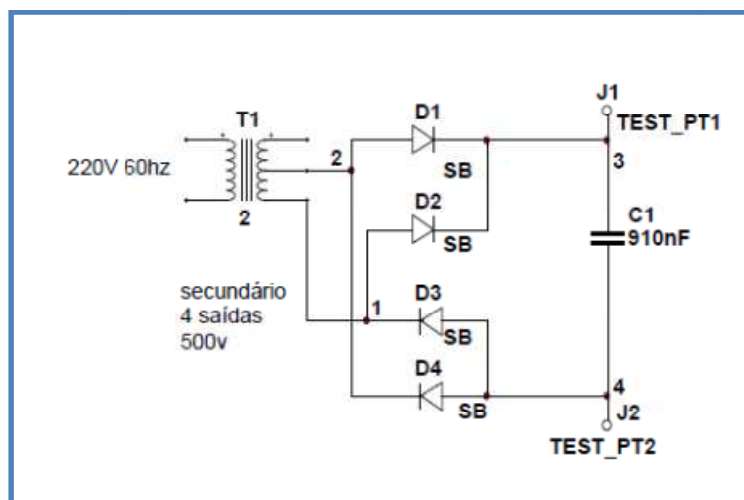 J1
D1
T1
TEST_PT1
2
SB
3
220V 60hz
D2
C1
2
SB
910nF
secundário
D3
4 saídas
1
500v
SB
D4
4
SB
J2
TEST_PT2